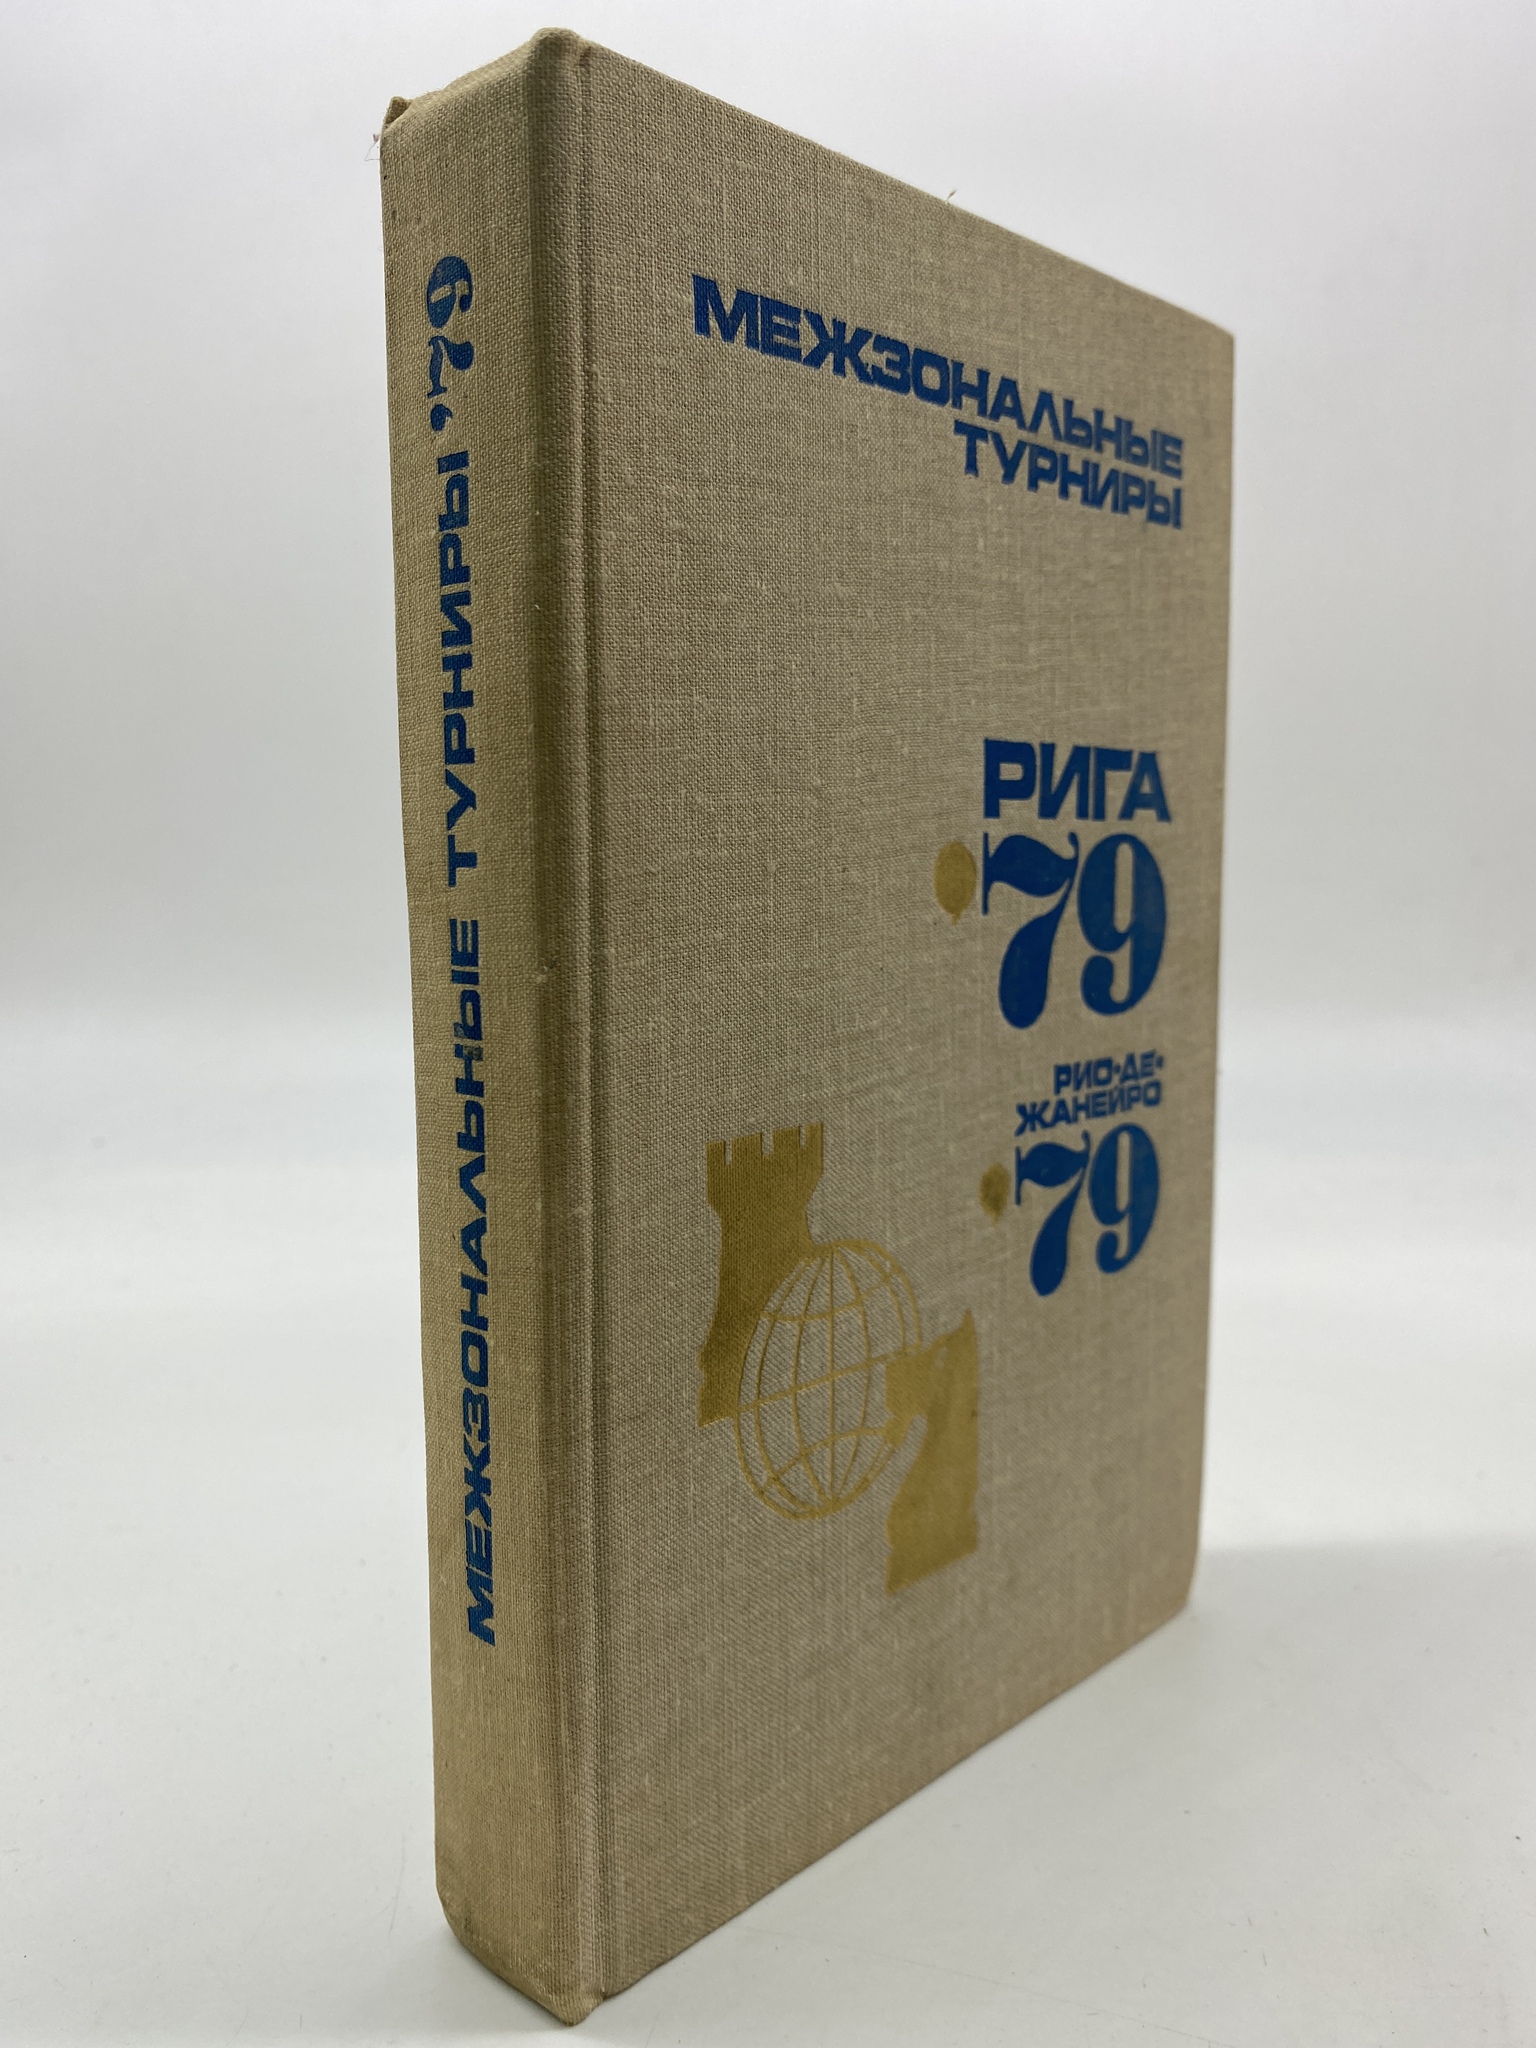 МЕЖЗОНАЛЬНЫЕ ТУРНИРЫ '79
МЕЖЗОНАЛЬНЫЕ
ТУРНИРЫ
РИГА
'79
РИО-ДЕ-
ЖАНЕЙРО
'79